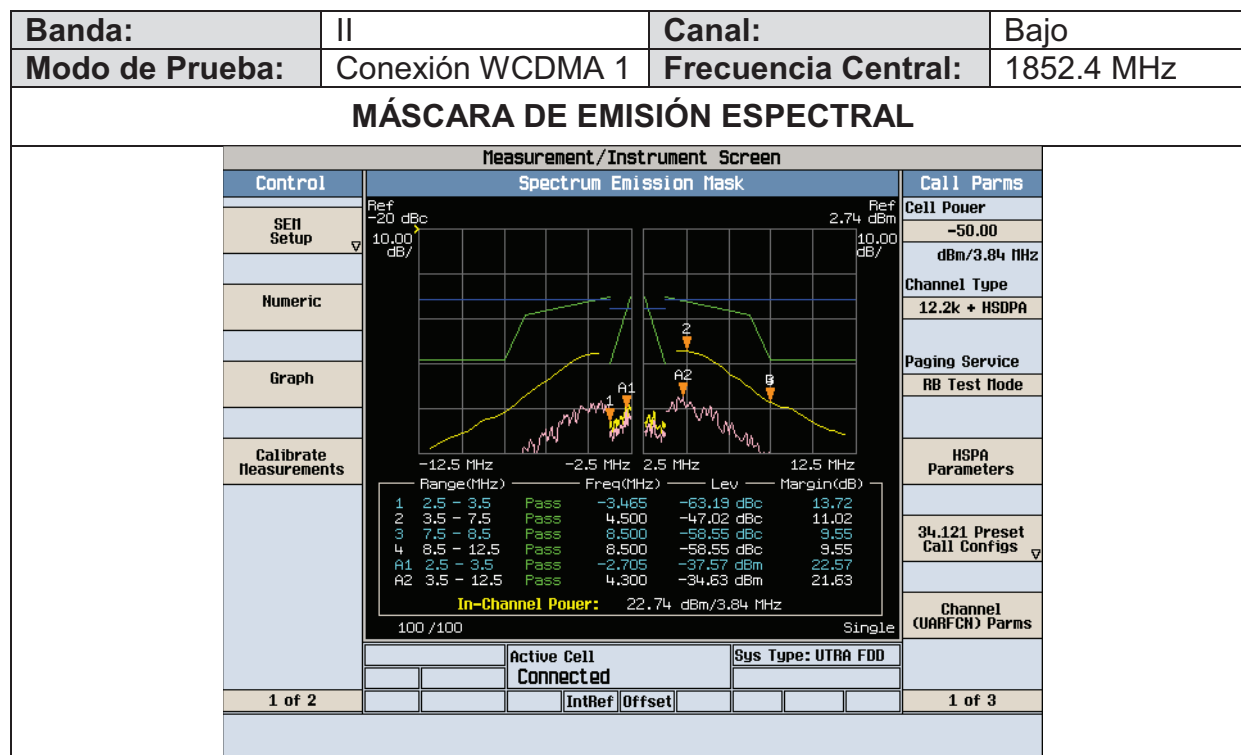 Banda: II Canal: Bajo
Modo de Prueba: Conexión WCDMA 1 Frecuencia Central: 1852.4 MHz
MÁSCARA DE EMISIÓN ESPECTRAL
Measurement/Instrument Screen
Control
SEM
Setup
Numeric
Graph
Calibrate
Measurements
1 of 2
Spectrum Emission Mask
Ref
-20 dBc
10.00
dB/
Ref
2.74 dBm
10.00
dB/
2
A1
A2
1
-12.5 MHz -2.5 MHz 2.5 MHz 12.5 MHz
Range(MHz) Freq(MHz) Lev Margin(dB)
1 2.5 - 3.5 Pass -3.465 -63.19 dBc 13.72
2 3.5 - 7.5 Pass 4.500 -47.02 dBc 11.02
3 7.5 - 8.5 Pass 8.500 -58.55 dBc 9.55
4 8.5 - 12.5 Pass 8.500 -58.55 dBc 9.55
A1 2.5 - 3.5 Pass -2.705 -37.57 dBm 22.57
A2 3.5 - 12.5 Pass 4.300 -34.63 dBm 21.63
In-Channel Power: 22.74 dBm/3.84 MHz
100/100 Single
Active Cell
Connected
Sys Type: UTRA FDD
IntRef Offset
Call Parms
Cell Power
-50.00
dBm/3.84 MHz
Channel Type
12.2k + HSDPA
Paging Service
RB Test Mode
HSPA
Parameters
34.121 Preset
Call Configs
Channel
(UARFCN) Parms
1 of 3